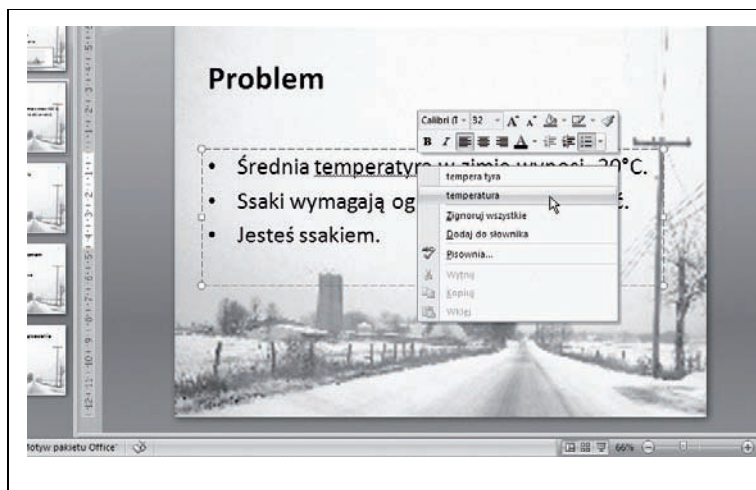 Problem
Calibri (T 32
• Średnia temperatyra w zimie wynosi -20°C.
• Ssaki wymagają og ć.
• Jesteś ssakiem.
tempera tyra
temperatura
Zignoruj wszystkie
Dodaj do słownika
Pisownia...
Wytnij
Kopiuj
Wklej
Motyw pakietu Office"
66%